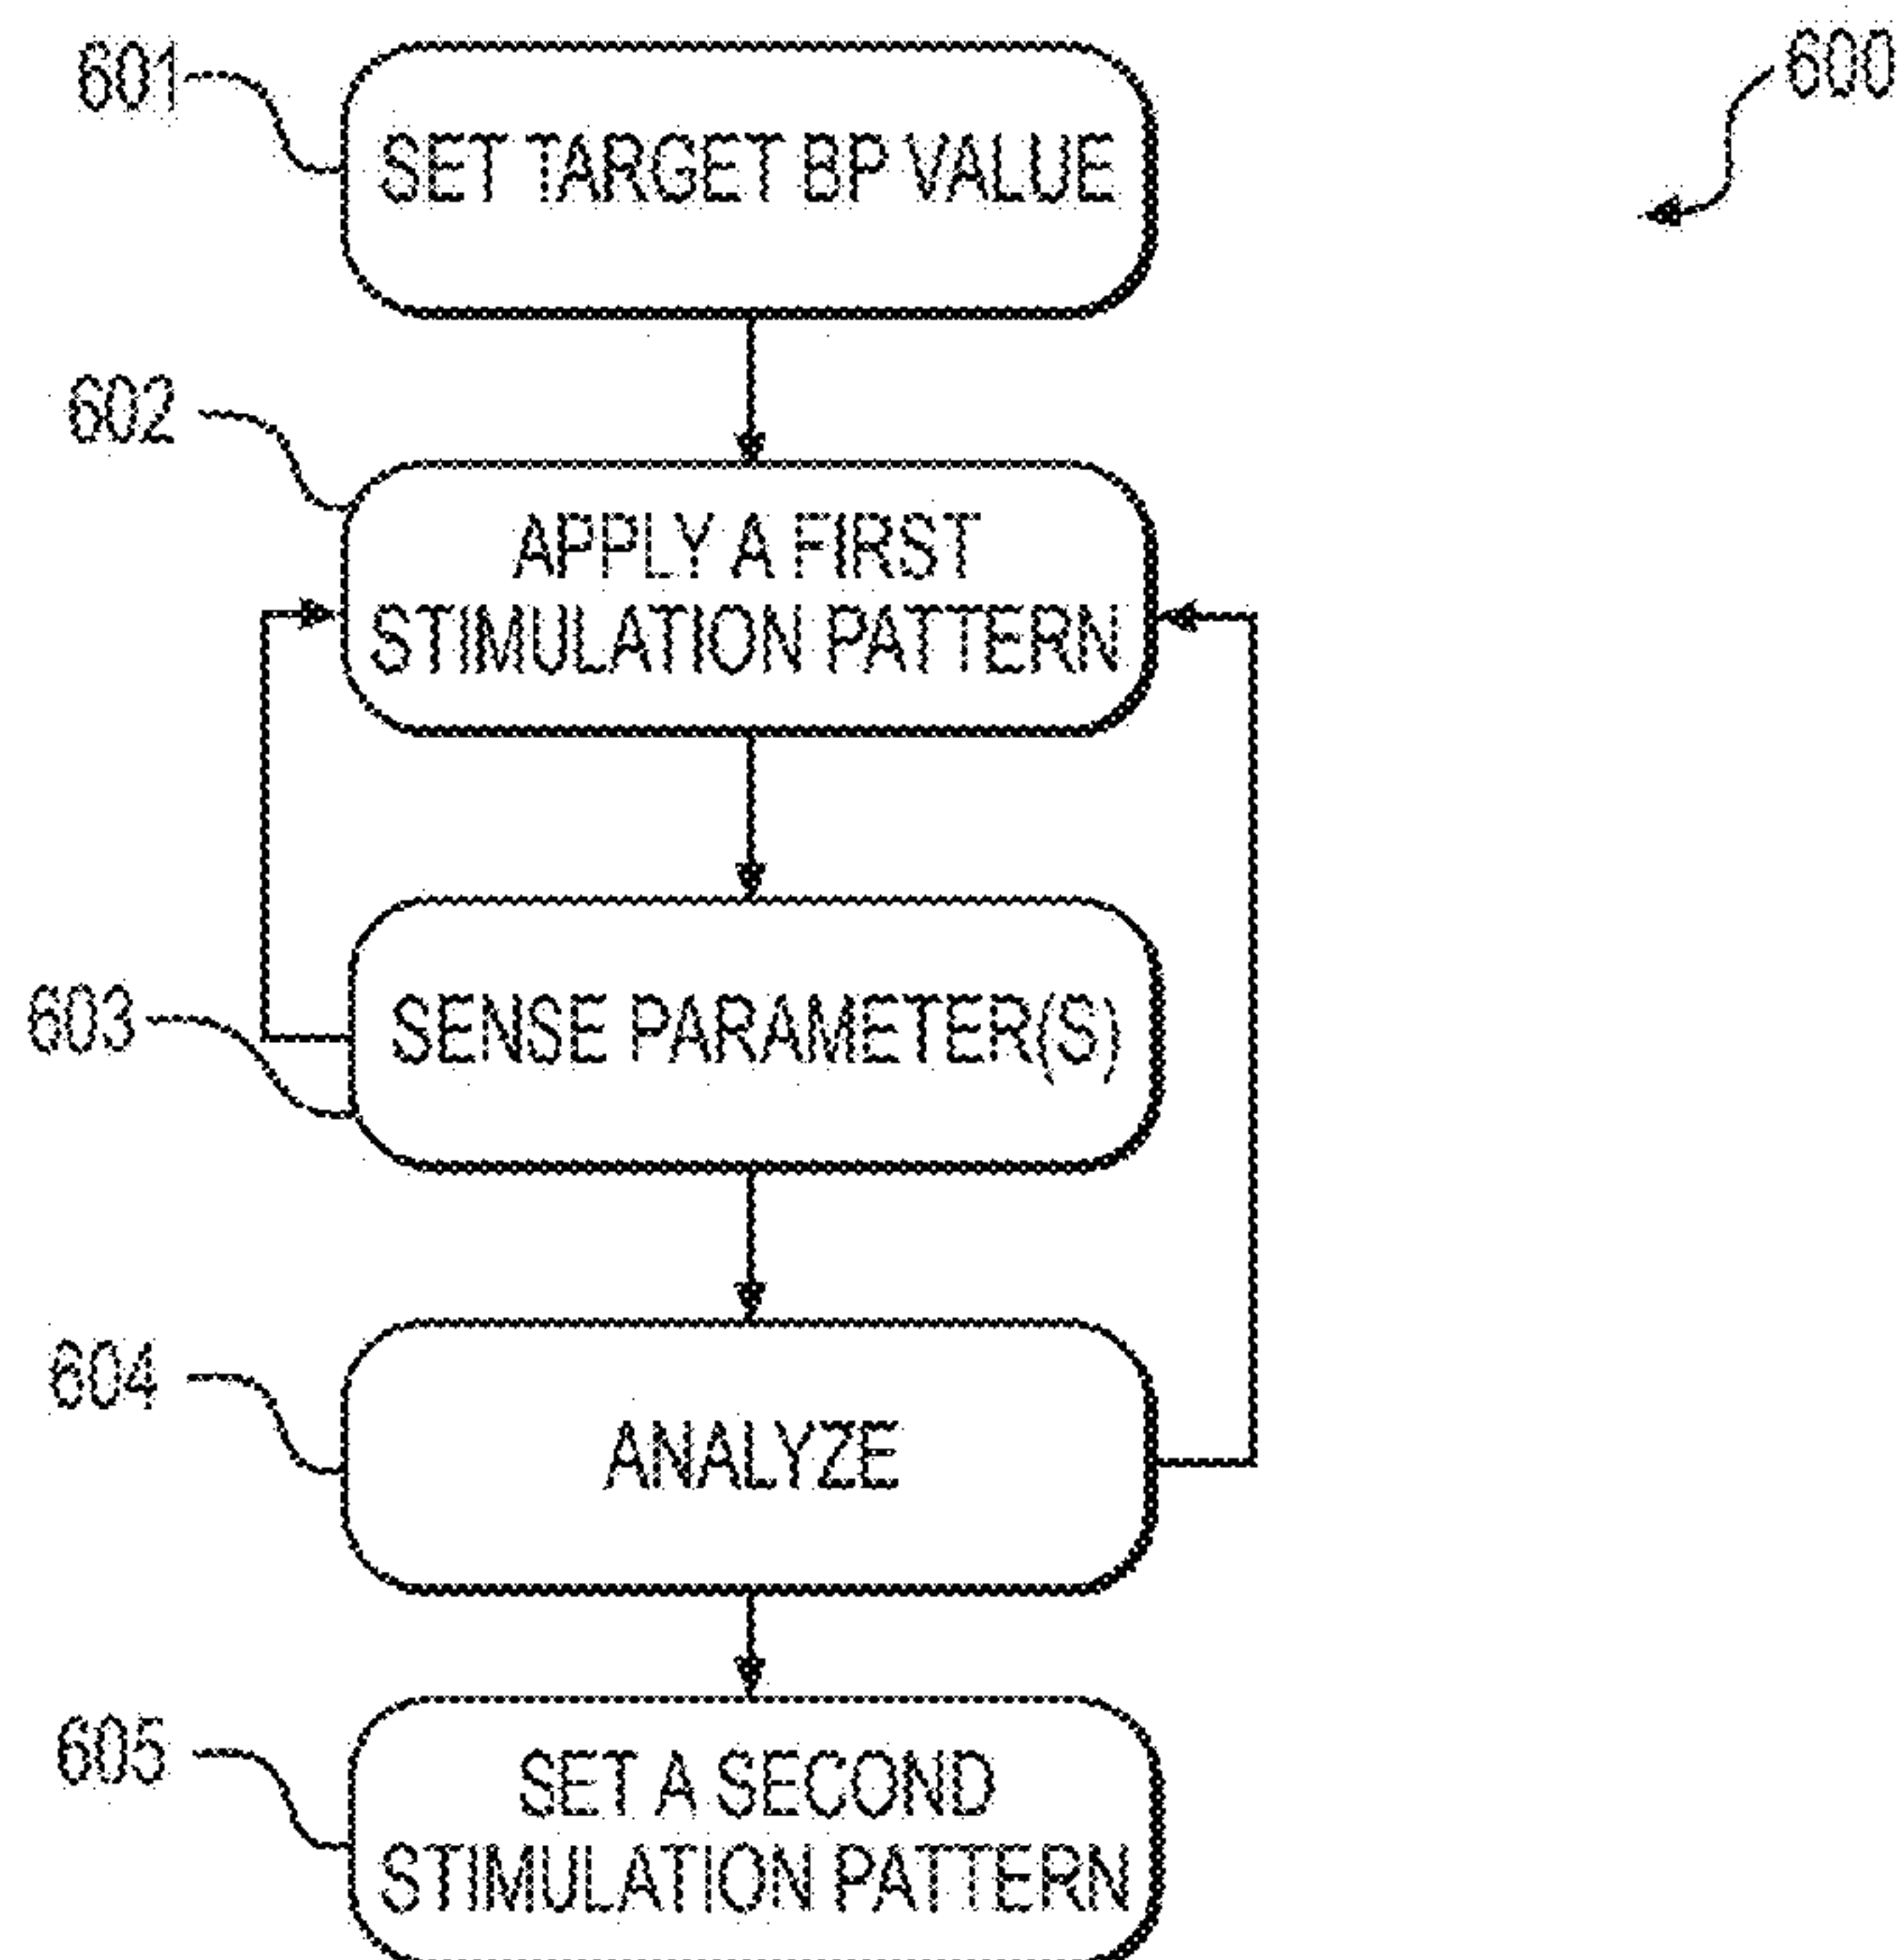 601
600
SET TARGET BP VALUE
602
APPLY A FIRST
STIMULATION PATTERN
603
SENSE PARAMETER(S)
604
ANALYZE
605
SET A SECOND
STIMULATION PATTERN